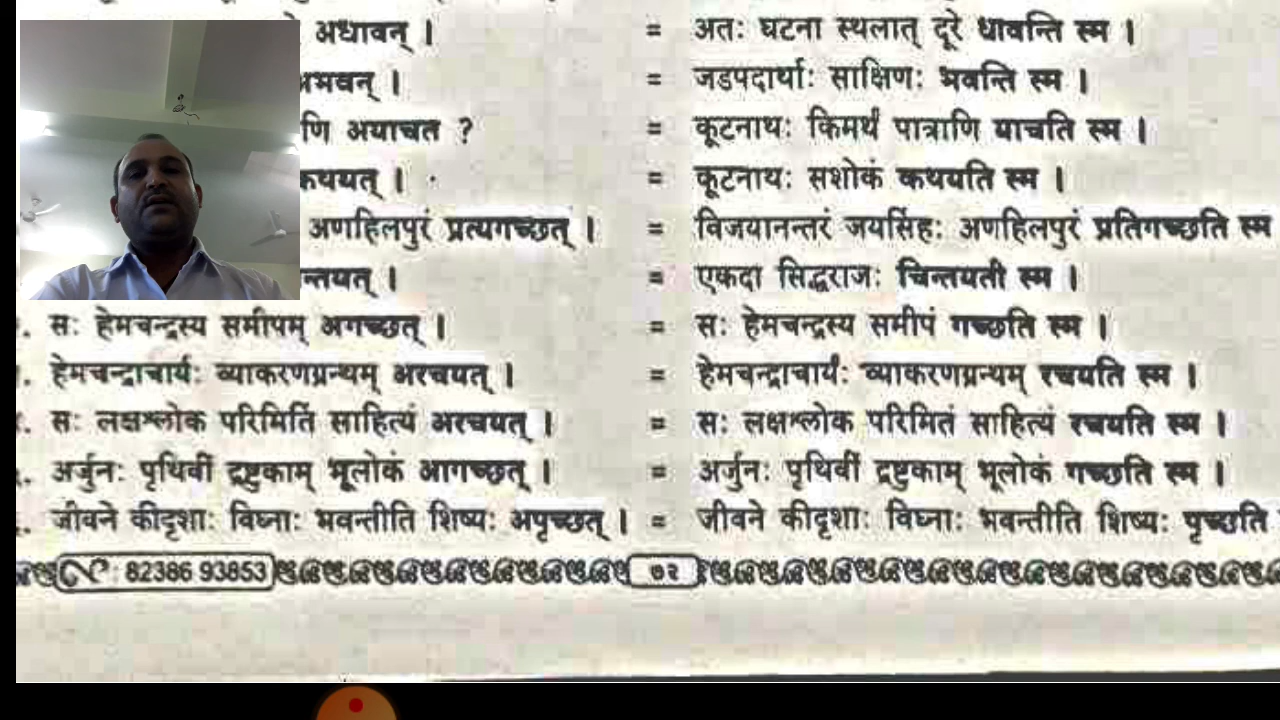 अधावन् । = अतः घटना स्थलात् दूरे धावन्ति स्म ।
अभवन् । = जडपदार्थाः साक्षिणः भवन्ति स्म ।
णि अयाचत ? = कूटनाथः किमर्थं पात्राणि याचति स्म ।
कथयत् । = कूटनाथः सशोकं कथयति स्म ।
अणहिलपुरं प्रत्यगच्छत् । = विजयानन्तरं जयसिंहः अणहिलपुरं प्रतिगच्छति स्म
न्तयत् । = एकदा सिद्धराजः चिन्तयती स्म ।
. सः हेमचन्द्रस्य समीपम् अगच्छत् । = सः हेमचन्द्रस्य समीपं गच्छति स्म ।
. हेमचन्द्राचार्यः व्याकरणग्रन्थम् अरचयत् । = हेमचन्द्राचार्यः व्याकरणग्रन्थम् रचयति स्म ।
. सः लक्षश्लोक परिमितिं साहित्यं अरचयत् । = सः लक्षश्लोक परिमितं साहित्यं रचयति स्म ।
. अर्जुनः पृथिवीं द्रष्टुकाम् भूलोकं आगच्छत् । = अर्जुनः पृथिवीं द्रष्टुकाम् भूलोकं गच्छति स्म ।
. जीवने कीदृशाः विघ्नाः भवन्तीति शिष्यः अपृच्छत् । = जीवने कीदृशाः विघ्नाः भवन्तीति शिष्यः पृच्छति
: 82386 93853 ७२